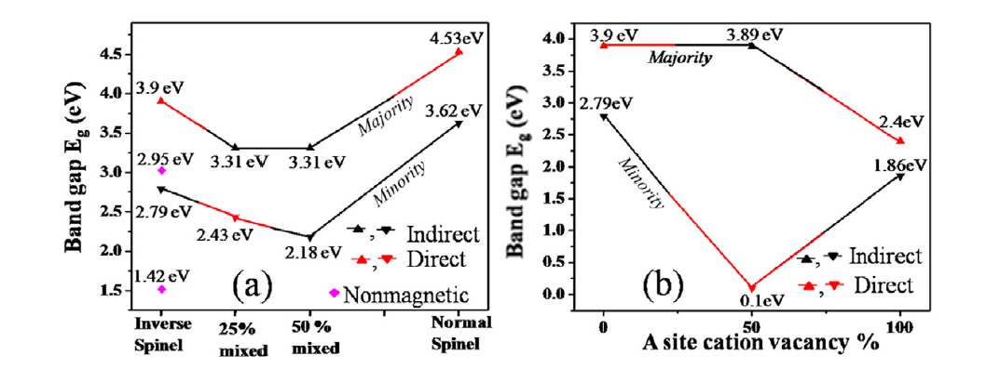 4.5
4.0
3.5
3.0
2.5
2.0
1.5
Band gap Eg (eV)
3.9 eV
2.95 eV
2.79 eV
1.42 eV
3.31 eV
3.31 eV
2.43 eV
2.18 eV
4.53eV
3.62 eV
Majority
Minority
Indirect
Direct
Nonmagnetic
(a)
Inverse
Spinel
25%
mixed
50 %
mixed
Normal
Spinel
4.0
3.5
3.0
2.5
2.0
1.5
1.0
0.5
0.0
Band gap Eg (eV)
3.9 eV
3.89 eV
Majority
2.79eV
2.4eV
1.86eV
Minority
0.1eV
Indirect
Direct
(b)
0
50
100
A site cation vacancy %